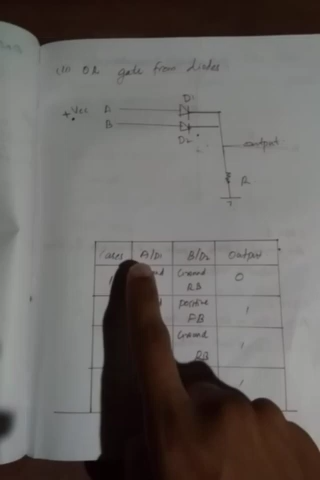 (ii) OR gate from diodes
D1
+Vcc A
B
D2
output
R
Cases A/D1 B/D2 Output
Ground 0
RB
positive 1
FB
Ground 1
RB
1